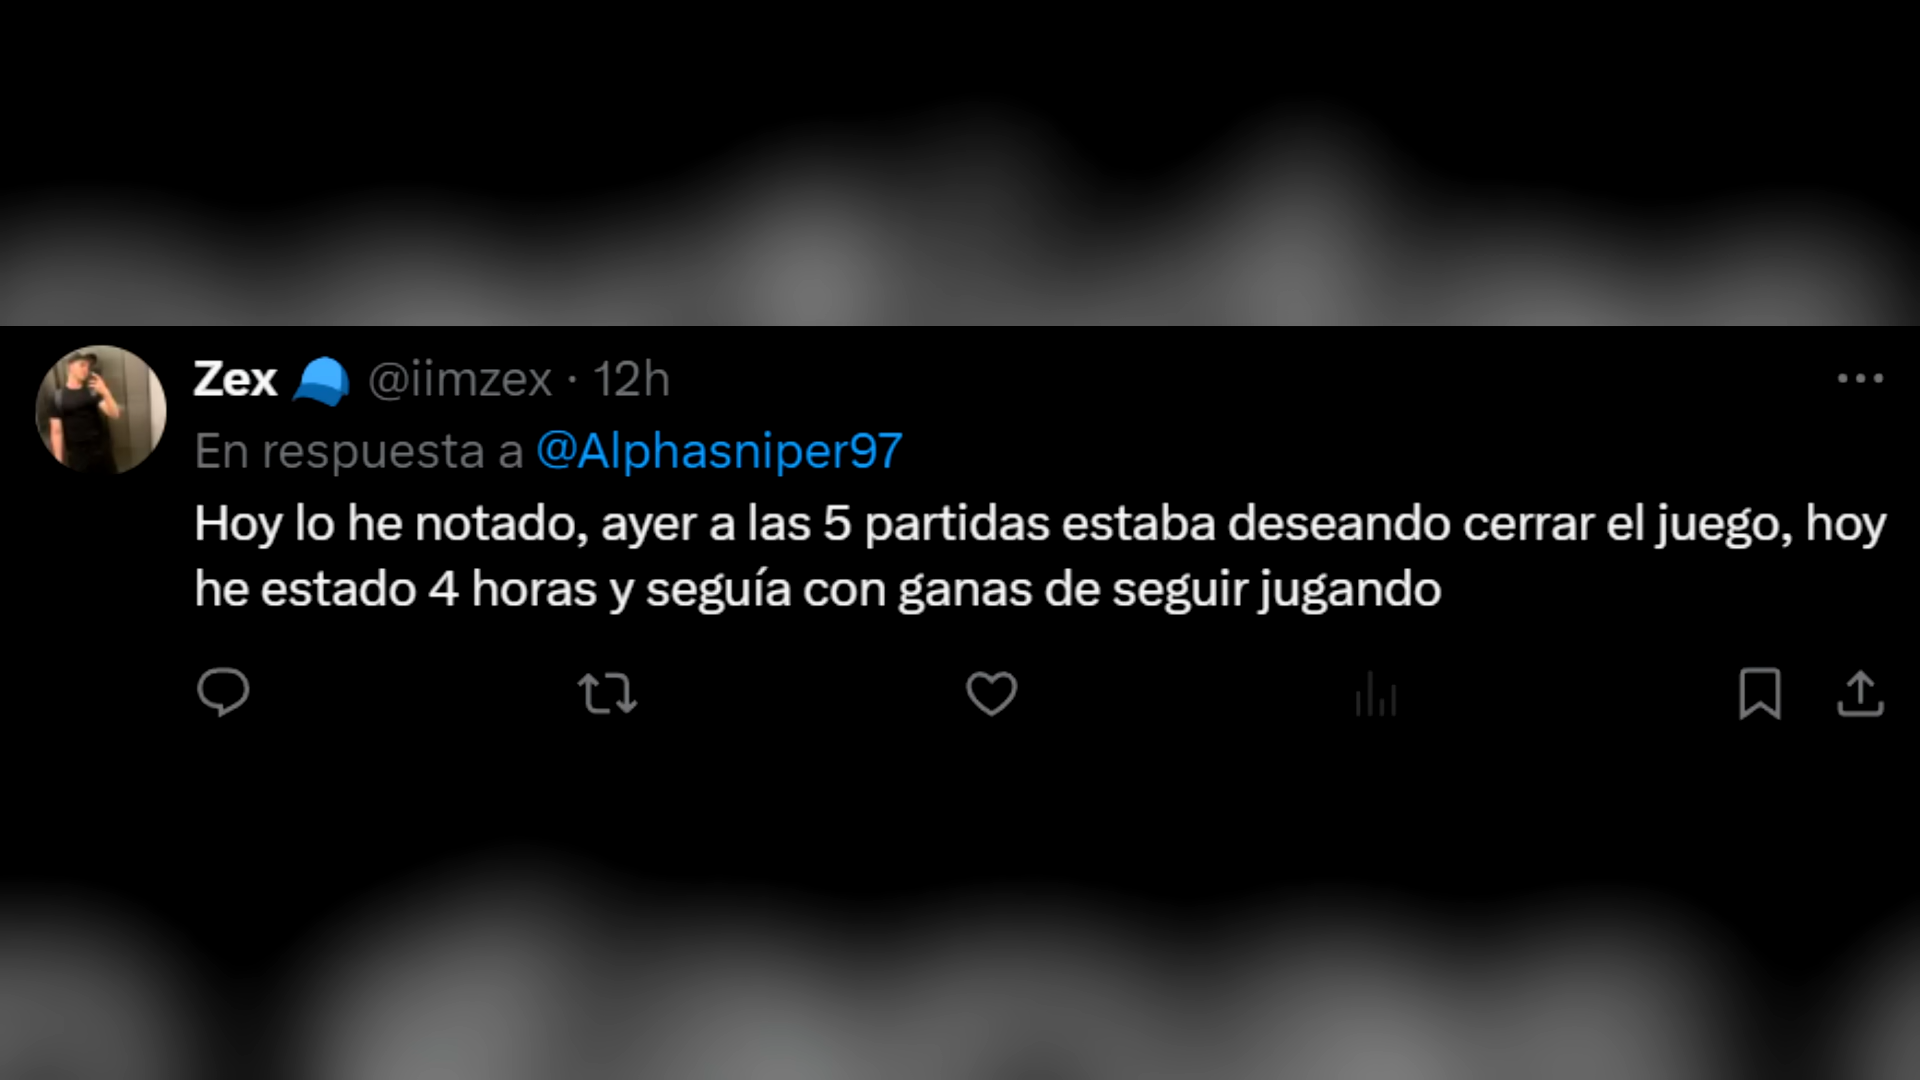 Zex 🧢 @iimzex · 12h
En respuesta a @Alphasniper97
Hoy lo he notado, ayer a las 5 partidas estaba deseando cerrar el juego, hoy
he estado 4 horas y seguía con ganas de seguir jugando